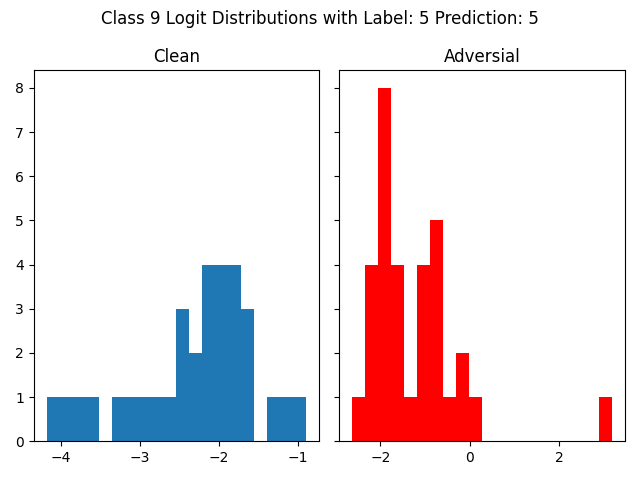 Class 9 Logit Distributions with Label: 5 Prediction: 5
Clean
Adversial
8
7
6
5
4
3
2
1
0
−4 −3 −2 −1
−2 0 2